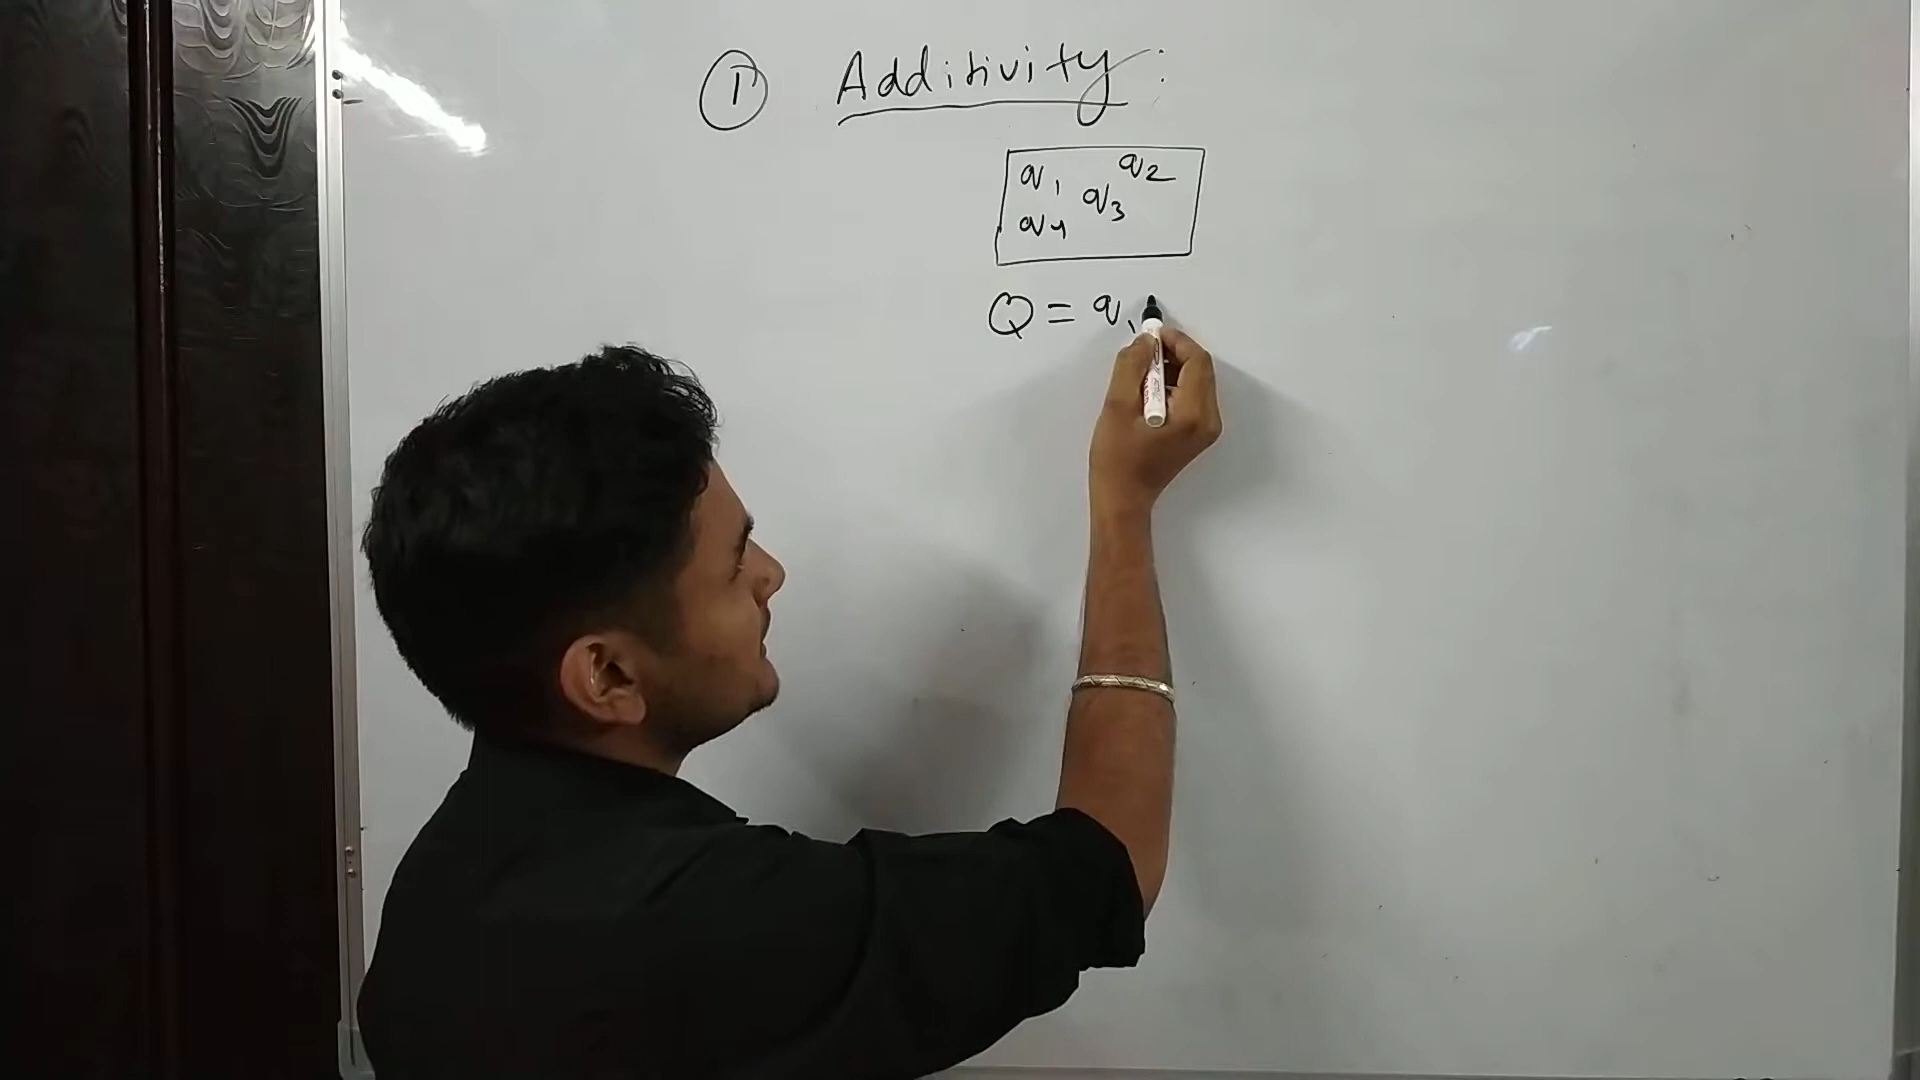 ① Additivity:
q1 q2
q3
q4
Q = q1